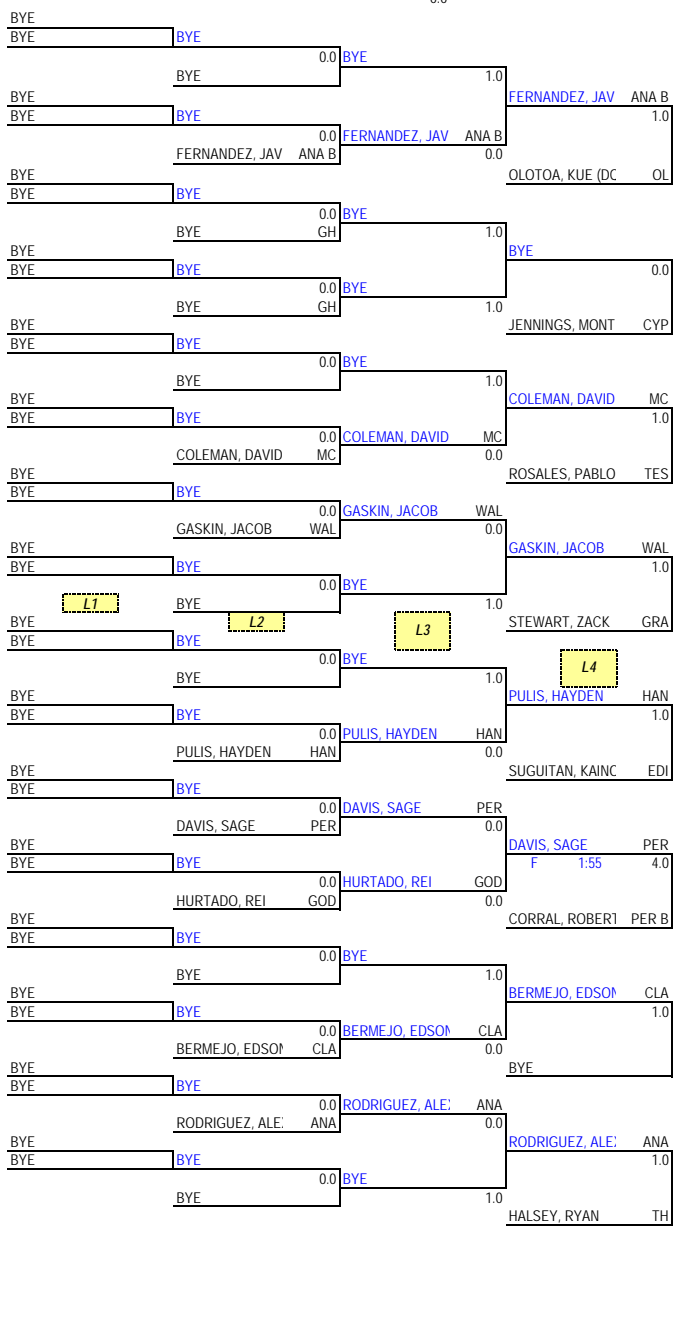 BYE
BYE BYE
0.0 BYE
BYE 1.0
BYE FERNANDEZ, JAV ANA B
BYE BYE 1.0
0.0 FERNANDEZ, JAV ANA B
FERNANDEZ, JAV ANA B 0.0
BYE OLOTOA, KUE (DC OL
BYE BYE
0.0 BYE
BYE GH 1.0
BYE BYE
BYE BYE 0.0
0.0 BYE
BYE GH 1.0
BYE JENNINGS, MONT CYP
BYE BYE
0.0 BYE
BYE 1.0
BYE COLEMAN, DAVID MC
BYE BYE 1.0
0.0 COLEMAN, DAVID MC
COLEMAN, DAVID MC 0.0
BYE ROSALES, PABLO TES
BYE BYE
0.0 GASKIN, JACOB WAL
GASKIN, JACOB WAL 0.0
BYE GASKIN, JACOB WAL
BYE BYE 1.0
0.0 BYE
L1 BYE 1.0
BYE L2 L3 STEWART, ZACK GRA
BYE BYE
0.0 BYE L4
BYE 1.0
BYE PULIS, HAYDEN HAN
BYE BYE 1.0
0.0 PULIS, HAYDEN HAN
PULIS, HAYDEN HAN 0.0
BYE SUGUITAN, KAINC EDI
BYE BYE
0.0 DAVIS, SAGE PER
DAVIS, SAGE PER 0.0
BYE DAVIS, SAGE PER
BYE BYE F 1:55 4.0
0.0 HURTADO, REI GOD
HURTADO, REI GOD 0.0
BYE CORRAL, ROBERT PER B
BYE BYE
0.0 BYE
BYE 1.0
BYE BERMEJO, EDSON CLA
BYE BYE 1.0
0.0 BERMEJO, EDSON CLA
BERMEJO, EDSON CLA 0.0
BYE BYE
BYE BYE
0.0 RODRIGUEZ, ALE ANA
RODRIGUEZ, ALE ANA 0.0
BYE RODRIGUEZ, ALE ANA
BYE BYE 1.0
0.0 BYE
BYE 1.0
HALSEY, RYAN TH